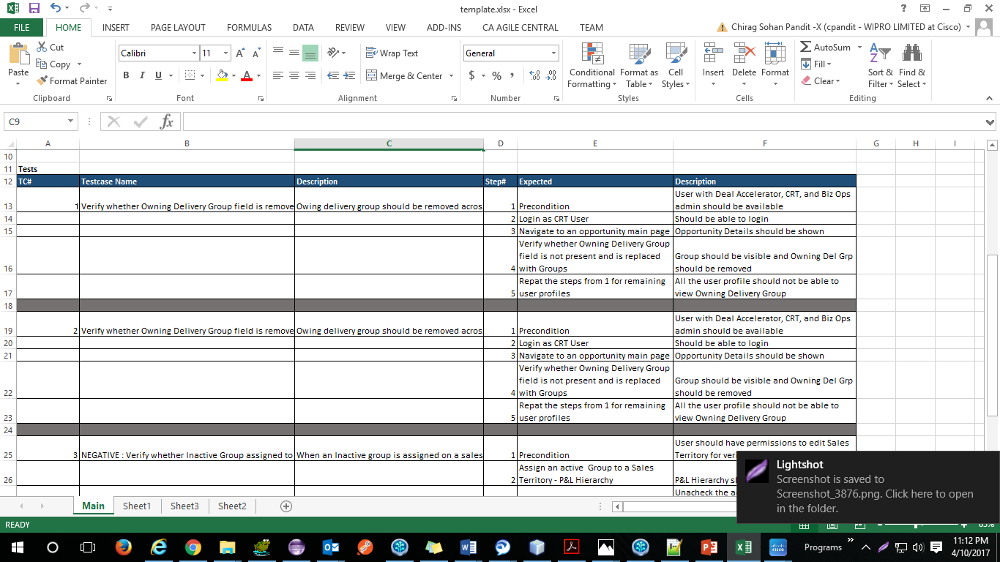 template.xlsx - Excel
?
FILE HOME INSERT PAGE LAYOUT FORMULAS DATA REVIEW VIEW ADD-INS CA AGILE CENTRAL TEAM Chirag Sohan Pandit -X (cpandit - WIPRO LIMITED at Cisco)
Paste
Cut
Copy
Format Painter
Clipboard
Calibri 11
B I U
Font
Wrap Text
Merge & Center
Alignment
General
$ % ,
Number
Conditional Formatting
Format as Table
Cell Styles
Styles
Insert Delete Format
Cells
AutoSum
Fill
Clear
Sort & Filter
Find & Select
Editing
C9
fx
A B C D E F G H I
10
11 Tests
12 TC# Testcase Name Description Step# Expected Description
13 1 Verify whether Owning Delivery Group field is remove Owing delivery group should be removed acros 1 Precondition User with Deal Accelerator, CRT, and Biz Ops
admin should be available
14 2 Login as CRT User Should be able to login
15 3 Navigate to an opportunity main page Opportunity Details should be shown
16 4 Verify whether Owning Delivery Group
field is not present and is replaced
with Groups
Group should be visible and Owning Del Grp
should be removed
17 5 Repat the steps from 1 for remaining
user profiles
All the user profile should not be able to
view Owning Delivery Group
18
19 2 Verify whether Owning Delivery Group field is remove Owing delivery group should be removed acros 1 Precondition User with Deal Accelerator, CRT, and Biz Ops
admin should be available
20 2 Login as CRT User Should be able to login
21 3 Navigate to an opportunity main page Opportunity Details should be shown
22 4 Verify whether Owning Delivery Group
field is not present and is replaced
with Groups
Group should be visible and Owning Del Grp
should be removed
23 5 Repat the steps from 1 for remaining
user profiles
All the user profile should not be able to
view Owning Delivery Group
24
25 3 NEGATIVE : Verify whether Inactive Group assigned to When an Inactive group is assigned on a sales 1 Precondition User should have permissions to edit Sales
Territory for veri
26 2 Assign an active Group to a Sales
Territory - P&L Hierarchy
P&L Hierarchy s
Uncheck the a
Lightshot
Screenshot is saved to
Screenshot_3876.png. Click here to open
in the folder.
Main Sheet1 Sheet3 Sheet2
READY
85%
Programs
11:12 PM
4/10/2017